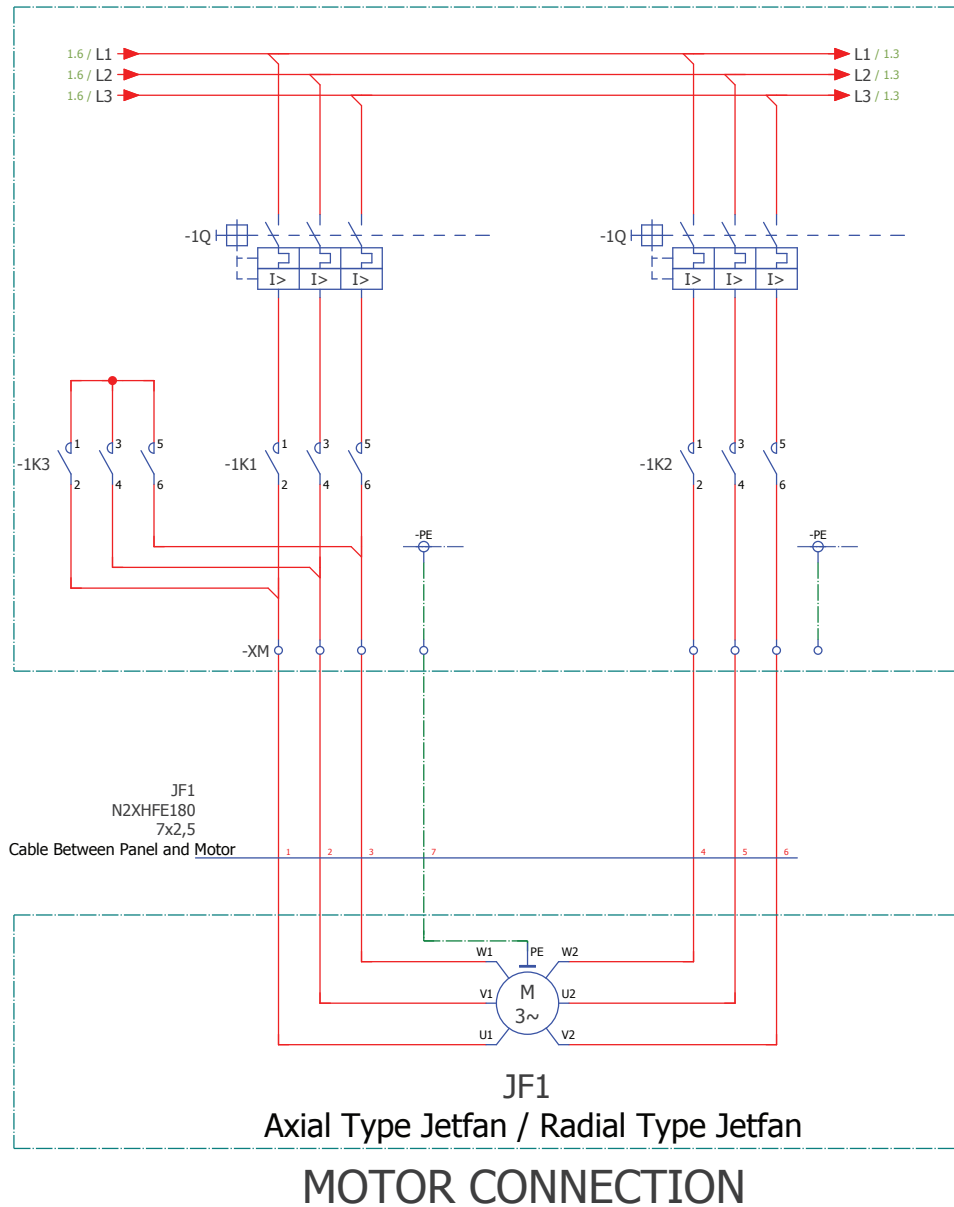 1.6 / L1 L1 / 1.3
1.6 / L2 L2 / 1.3
1.6 / L3 L3 / 1.3
-1Q -1Q
I> I> I> I> I> I>
1 3 5 1 3 5 1 3 5
-1K3 -1K1 -1K2
2 4 6 2 4 6 2 4 6
-PE -PE
-XM
JF1
N2XHFE180
7x2,5
Cable Between Panel and Motor
1 2 3 7 4 5 6
W1 PE W2
V1 M U2
3~
U1 V2
JF1
Axial Type Jetfan / Radial Type Jetfan
MOTOR CONNECTION